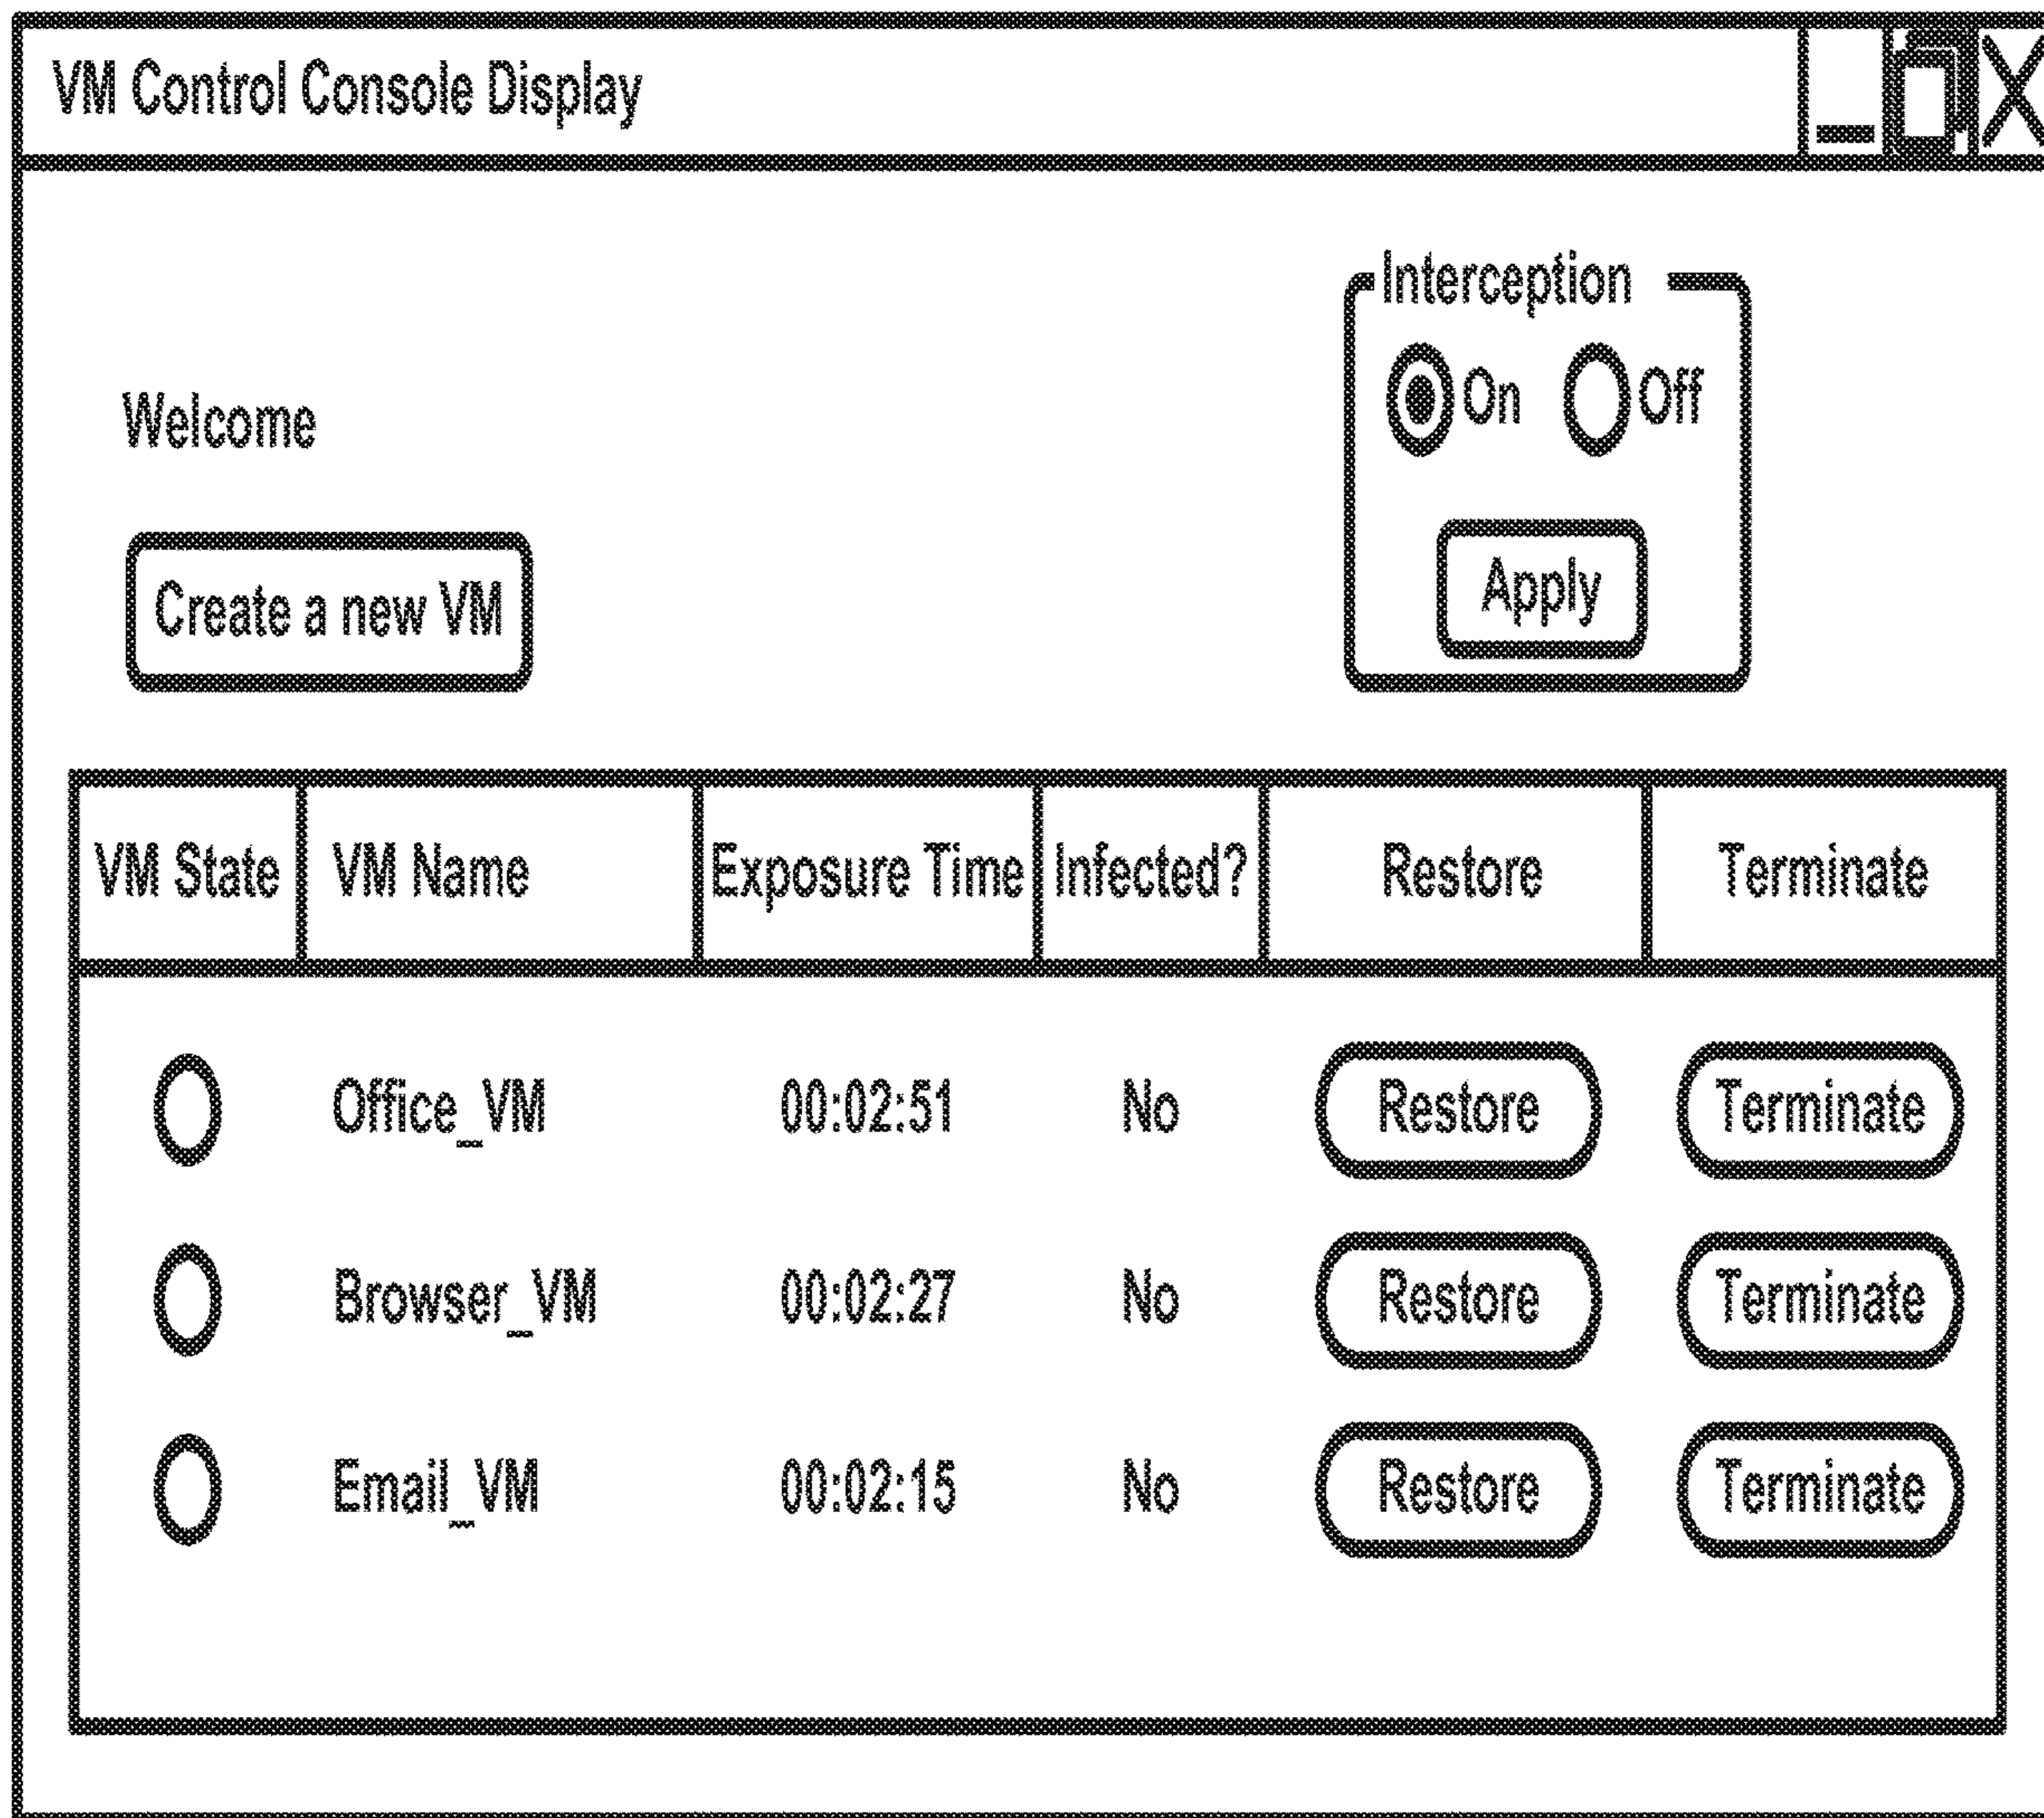 VM Control Console Display
Interception
On Off
Welcome
Apply
Create a new VM
VM State VM Name Exposure Time Infected? Restore Terminate
Office_VM 00:02:51 No Restore Terminate
Browser_VM 00:02:27 No Restore Terminate
Email_VM 00:02:15 No Restore Terminate